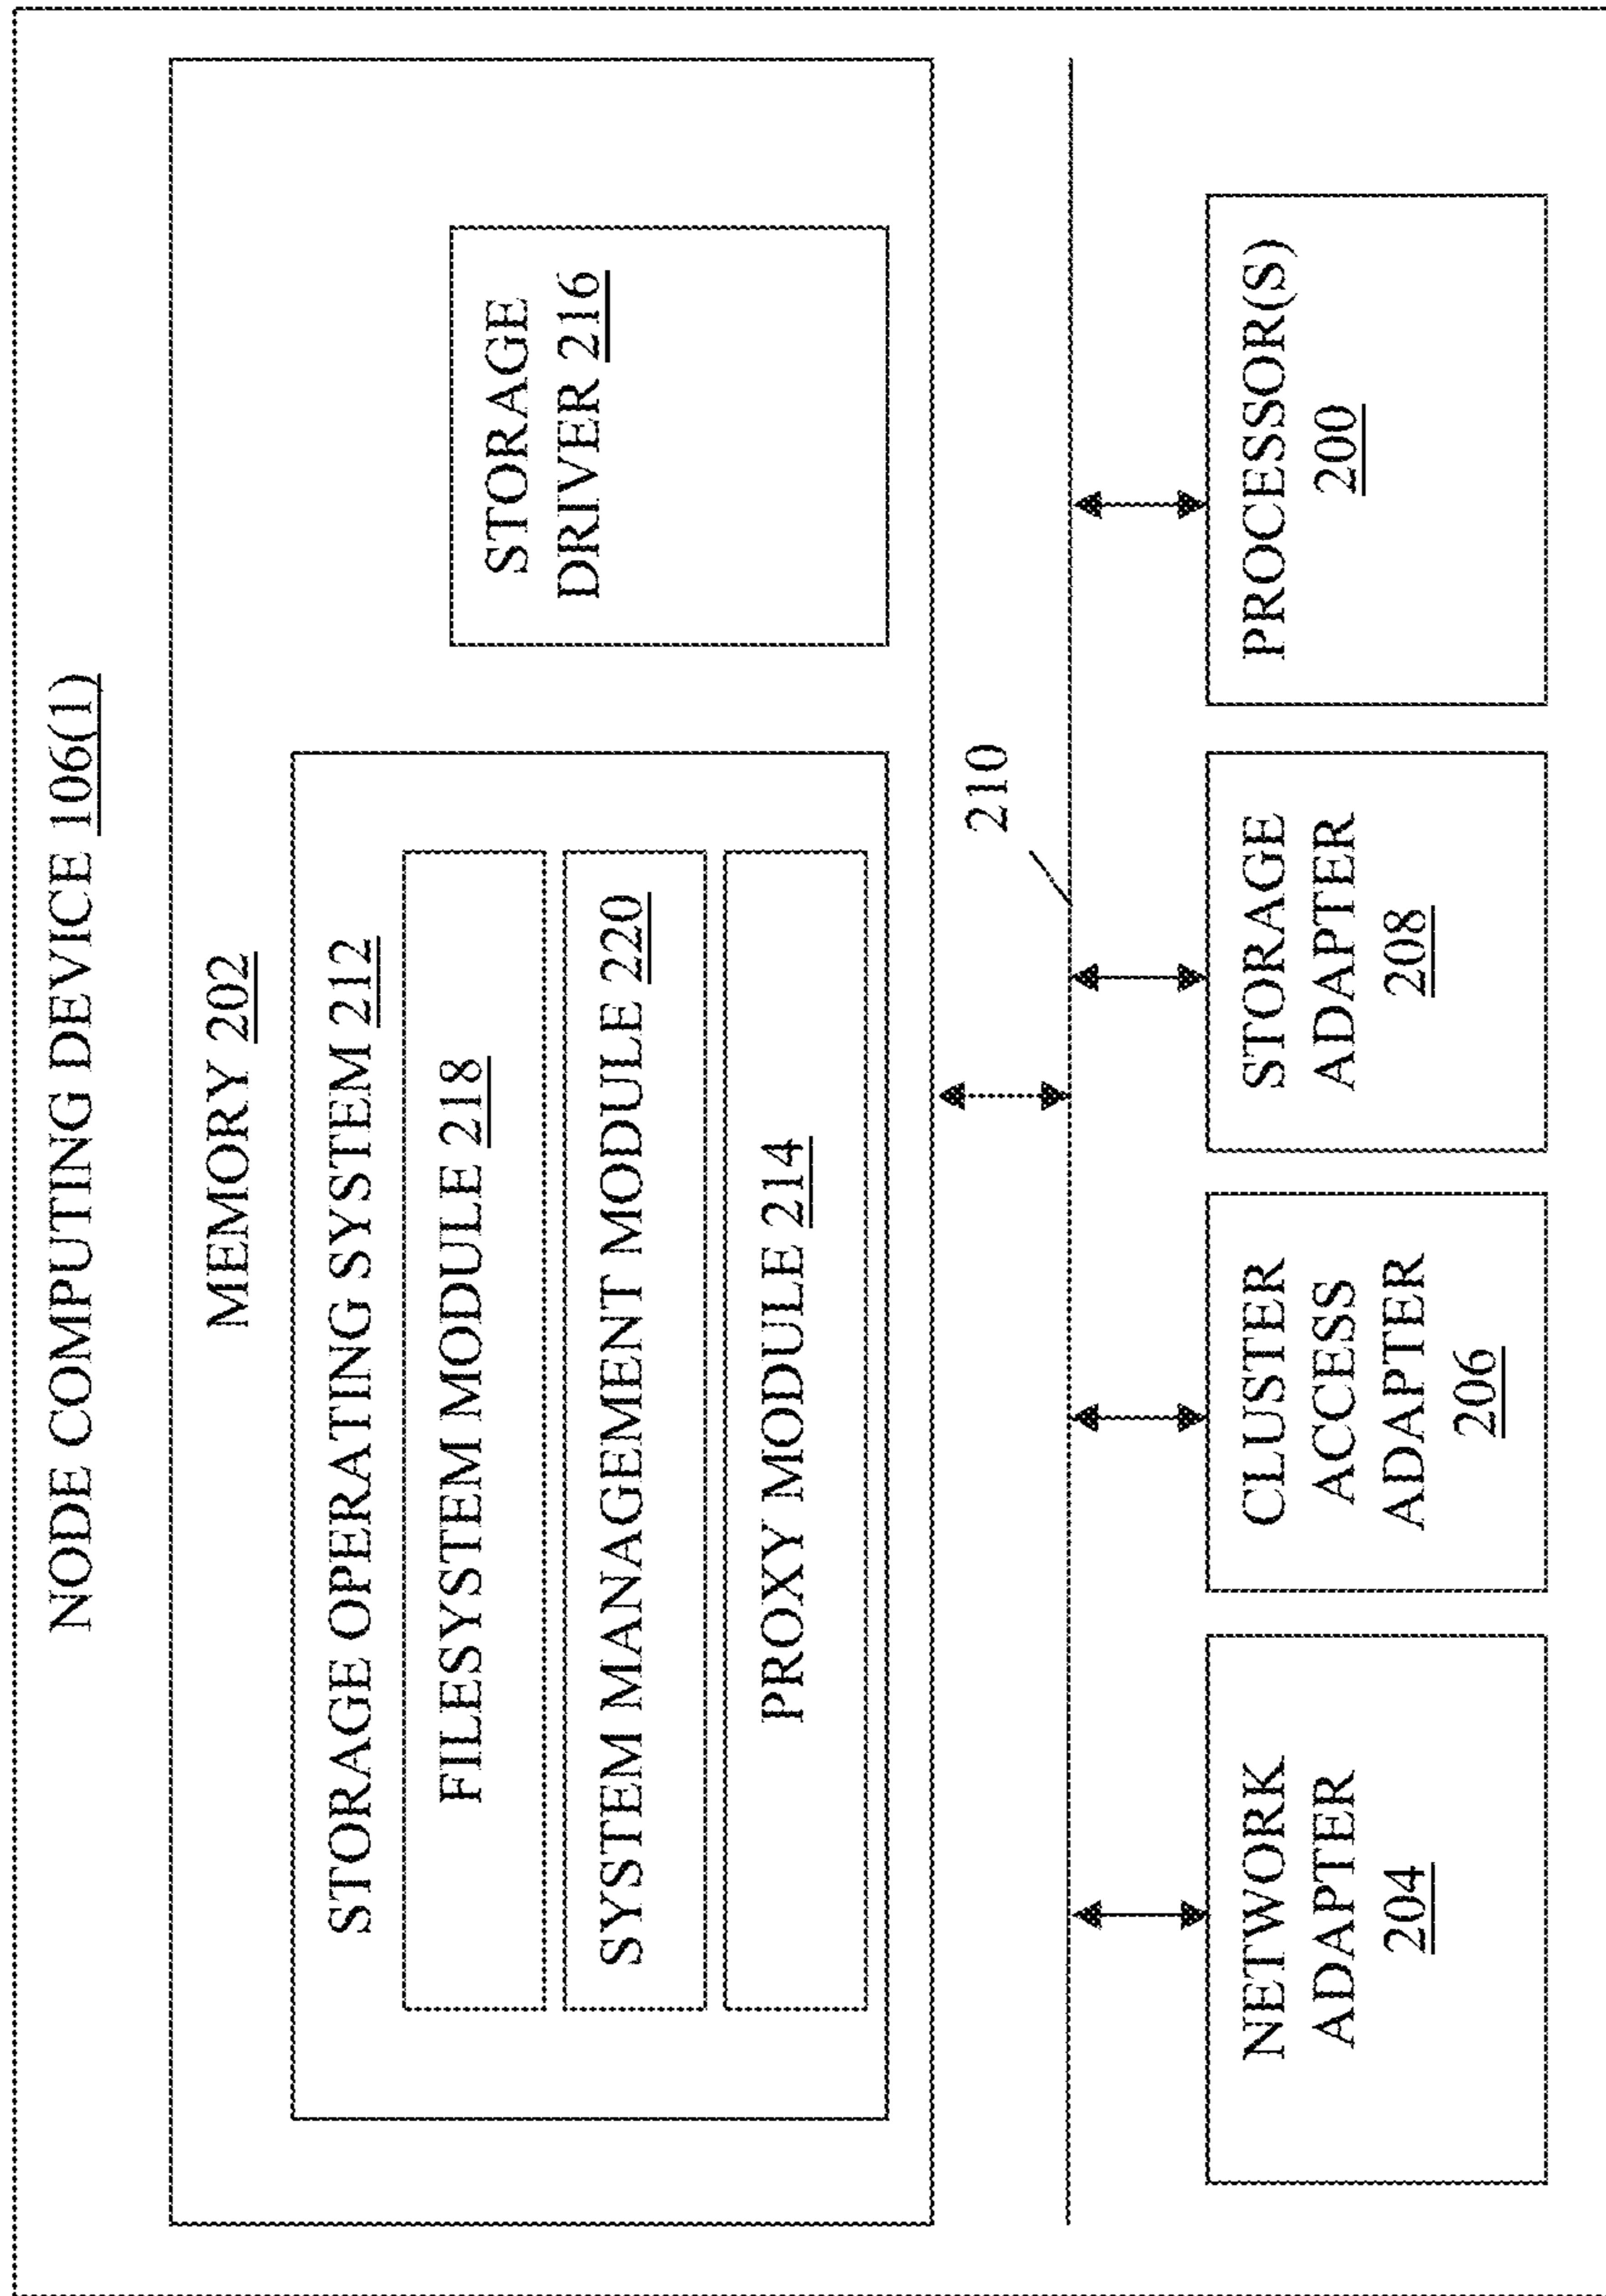 NODE COMPUTING DEVICE 106(1)
MEMORY 202
STORAGE OPERATING SYSTEM 212
FILESYSTEM MODULE 218
SYSTEM MANAGEMENT MODULE 220
PROXY MODULE 214
STORAGE
DRIVER 216
210
NETWORK
ADAPTER
204
CLUSTER
ACCESS
ADAPTER
206
STORAGE
ADAPTER
208
PROCESSOR(S)
200